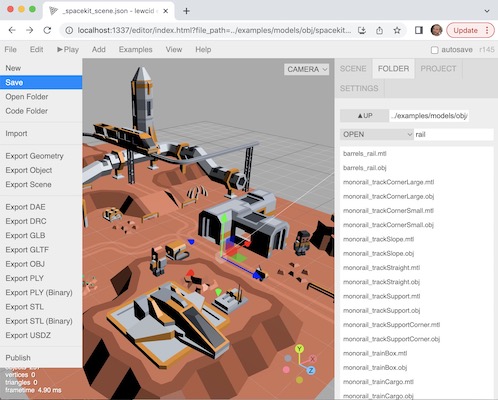 _spacekit_scene.json - lewcid
localhost:1337/editor/index.html?file_path=../examples/models/obj/spacekit...
Update
File Edit Play Add Examples View Help autosave r145
New
Save
Open Folder
Code Folder
Import
Export Geometry
Export Object
Export Scene
Export DAE
Export DRC
Export GLB
Export GLTF
Export OBJ
Export PLY
Export PLY (Binary)
Export STL
Export STL (Binary)
Export USDZ
Publish
vertices 0
triangles 0
frametime 4.90 ms
CAMERA
Y
X
Z
SCENE FOLDER PROJECT
SETTINGS
▲UP ../examples/models/obj/
OPEN rail
barrels_rail.mtl
barrels_rail.obj
monorail_trackCornerLarge.mtl
monorail_trackCornerLarge.obj
monorail_trackCornerSmall.mtl
monorail_trackCornerSmall.obj
monorail_trackSlope.mtl
monorail_trackSlope.obj
monorail_trackStraight.mtl
monorail_trackStraight.obj
monorail_trackSupport.mtl
monorail_trackSupport.obj
monorail_trackSupportCorner.mtl
monorail_trackSupportCorner.obj
monorail_trainBox.mtl
monorail_trainBox.obj
monorail_trainCargo.mtl
monorail_trainCargo.obj